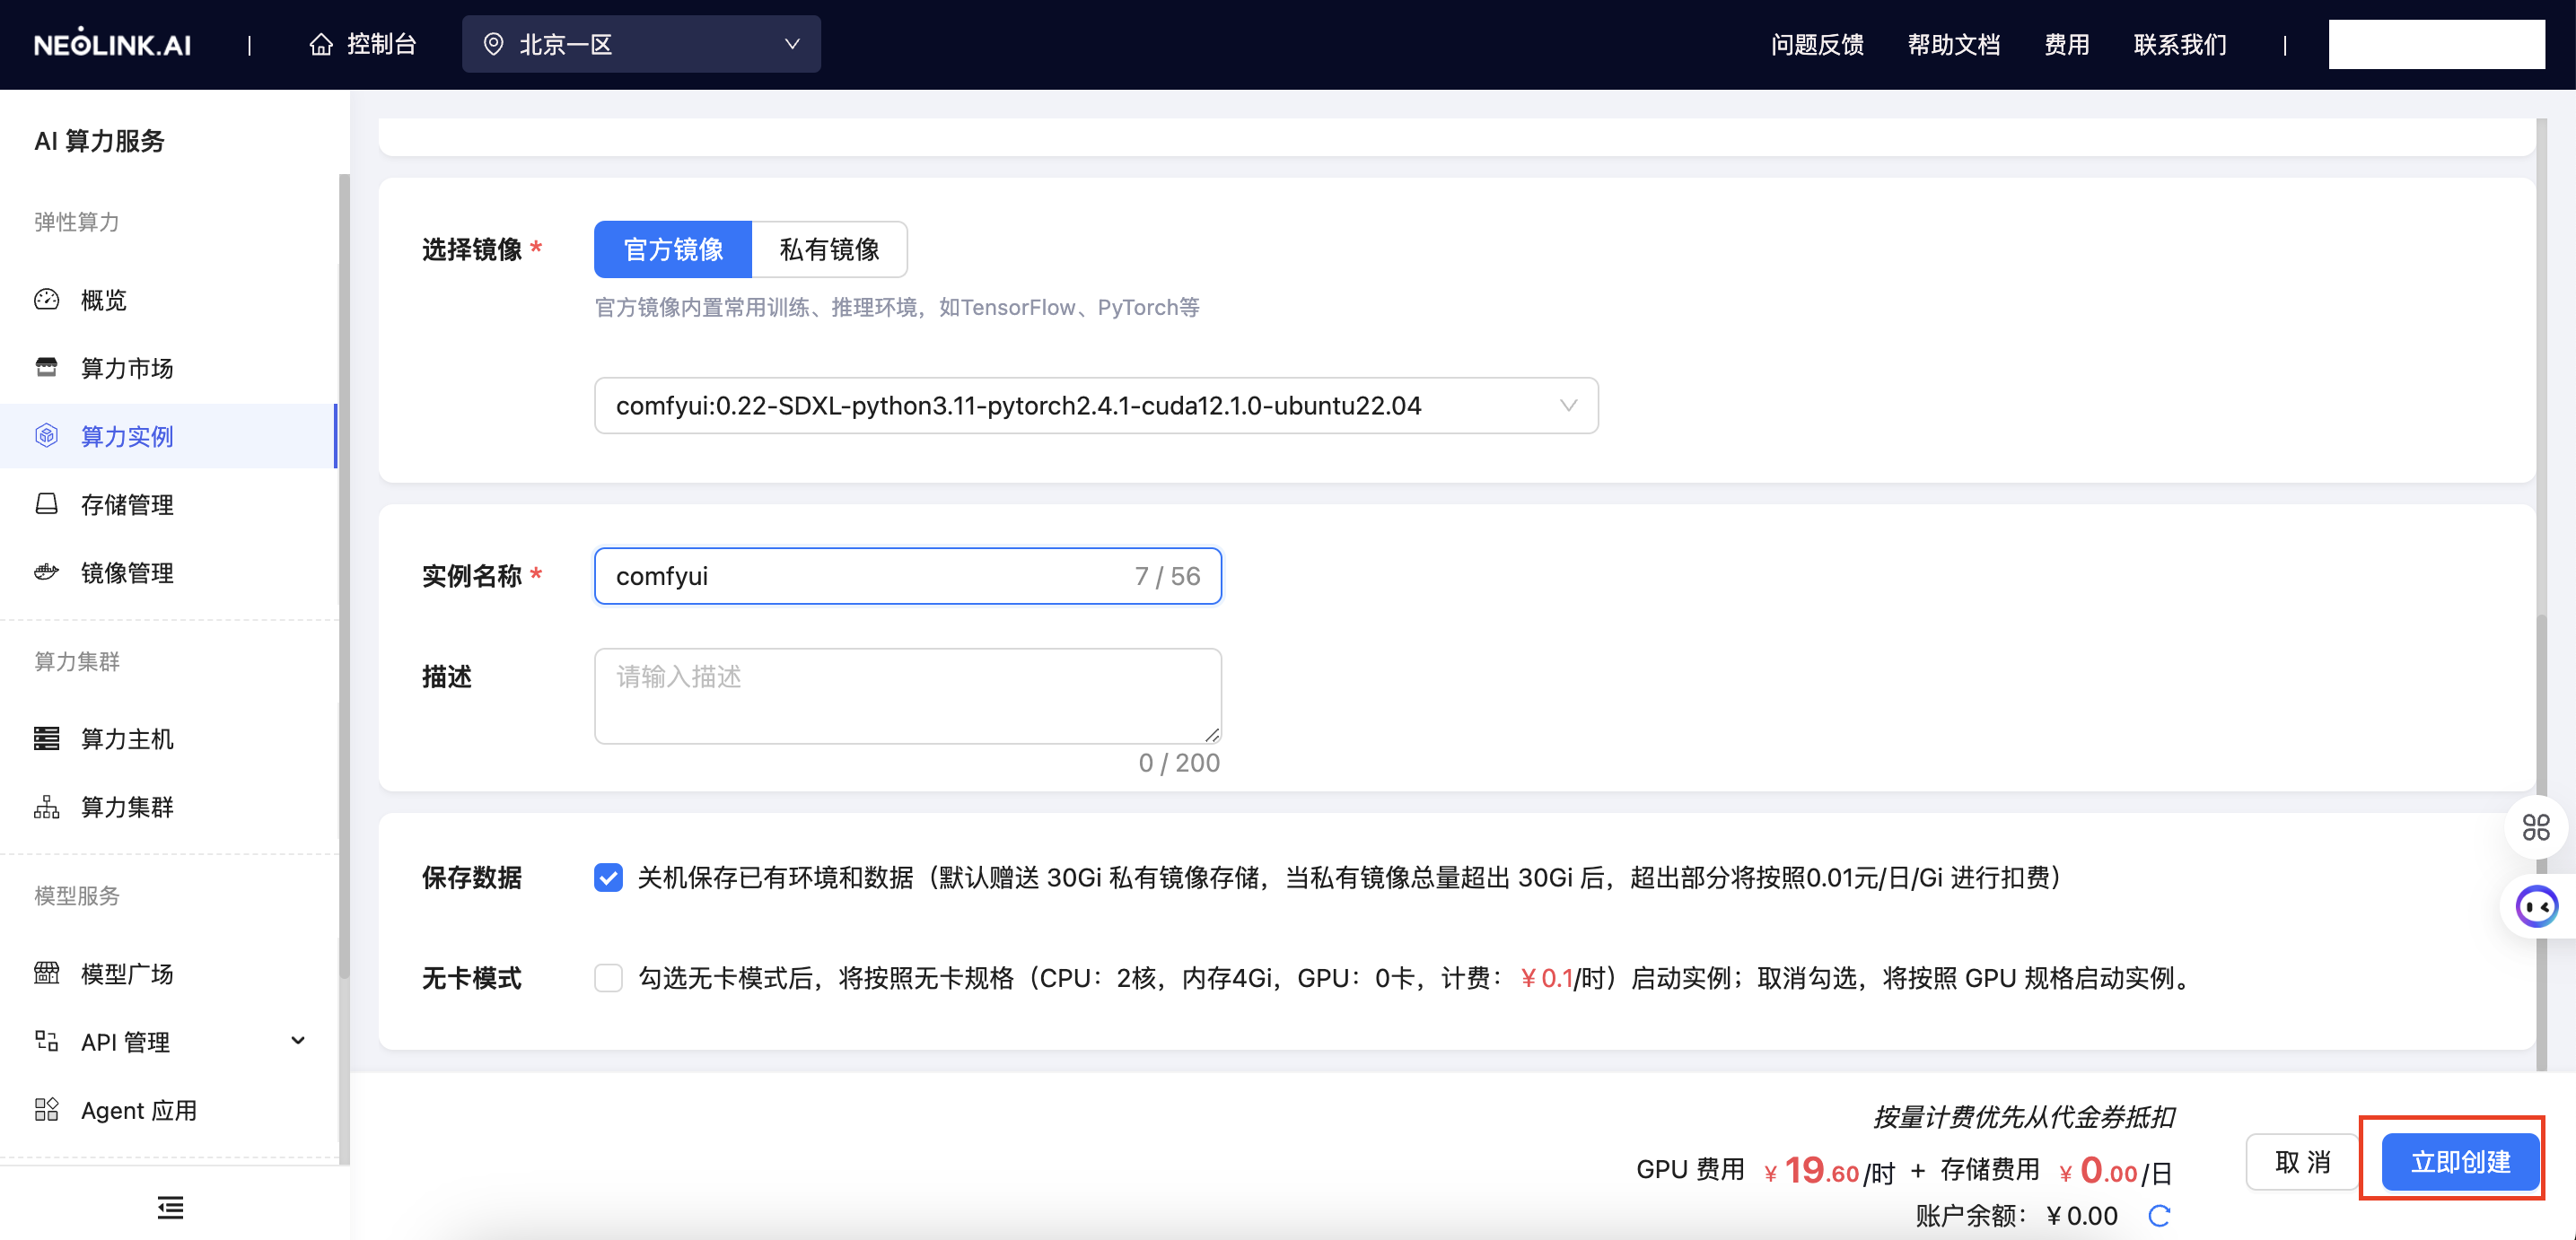 NEOLINK.AI | 控制台 北京一区 问题反馈 帮助文档 费用 联系我们 |
AI 算力服务
弹性算力
概览
算力市场
算力实例
存储管理
镜像管理
算力集群
算力主机
算力集群
模型服务
模型广场
API 管理
Agent 应用
选择镜像 * 官方镜像 私有镜像
官方镜像内置常用训练、推理环境，如TensorFlow、PyTorch等
comfyui:0.22-SDXL-python3.11-pytorch2.4.1-cuda12.1.0-ubuntu22.04
实例名称 * comfyui 7 / 56
描述 请输入描述
0 / 200
保存数据 关机保存已有环境和数据（默认赠送 30Gi 私有镜像存储，当私有镜像总量超出 30Gi 后，超出部分将按照0.01元/日/Gi 进行扣费）
无卡模式 勾选无卡模式后，将按照无卡规格（CPU：2核，内存4Gi，GPU：0卡，计费：￥0.1/时）启动实例；取消勾选，将按照 GPU 规格启动实例。
按量计费优先从代金券抵扣
GPU 费用 ￥19.60/时 + 存储费用 ￥0.00/日
账户余额：￥0.00
取 消 立即创建